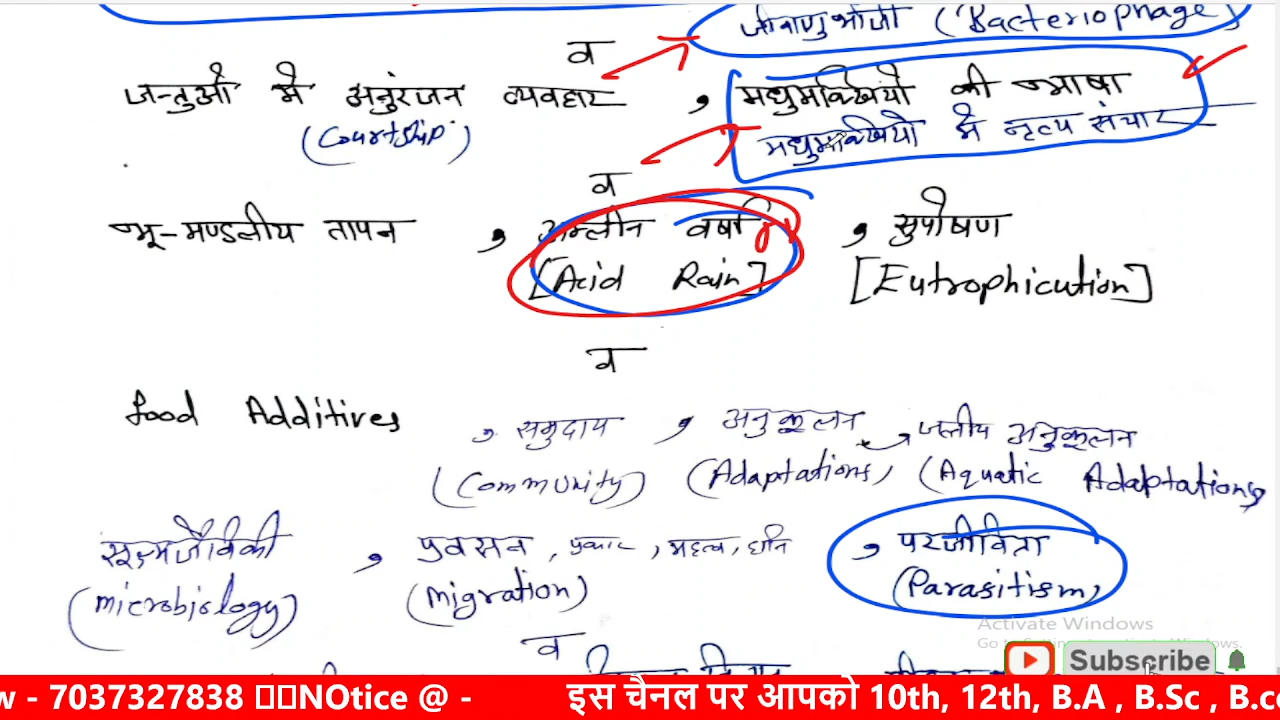 जीवाणुभोजी (Bacteriophage)
व
जन्तुओ मे अनुरंजन व्यवहार , मधुमक्खियो की भाषा
(Courtship) मधुमक्खियो मे नृत्य संचार
व
भू-मण्डलीय तापन , अम्लीन वर्षा , सुपोषण
[Acid Rain] [Eutrophicution]
व
food Additives , समुदाय , अनुकूलन , जलीय अनुकूलन
(Community) (Adaptations) (Aquatic Adaptations)
सूक्ष्मजैविकी , प्रवसन , प्रकार , महत्व , हानि , परजीविता
(microbiology) (migration) (Parasitism)
Activate Windows
व
Subscribe
w - 7037327838 NOtice @ - इस चैनल पर आपको 10th, 12th, B.A , B.Sc , B.co